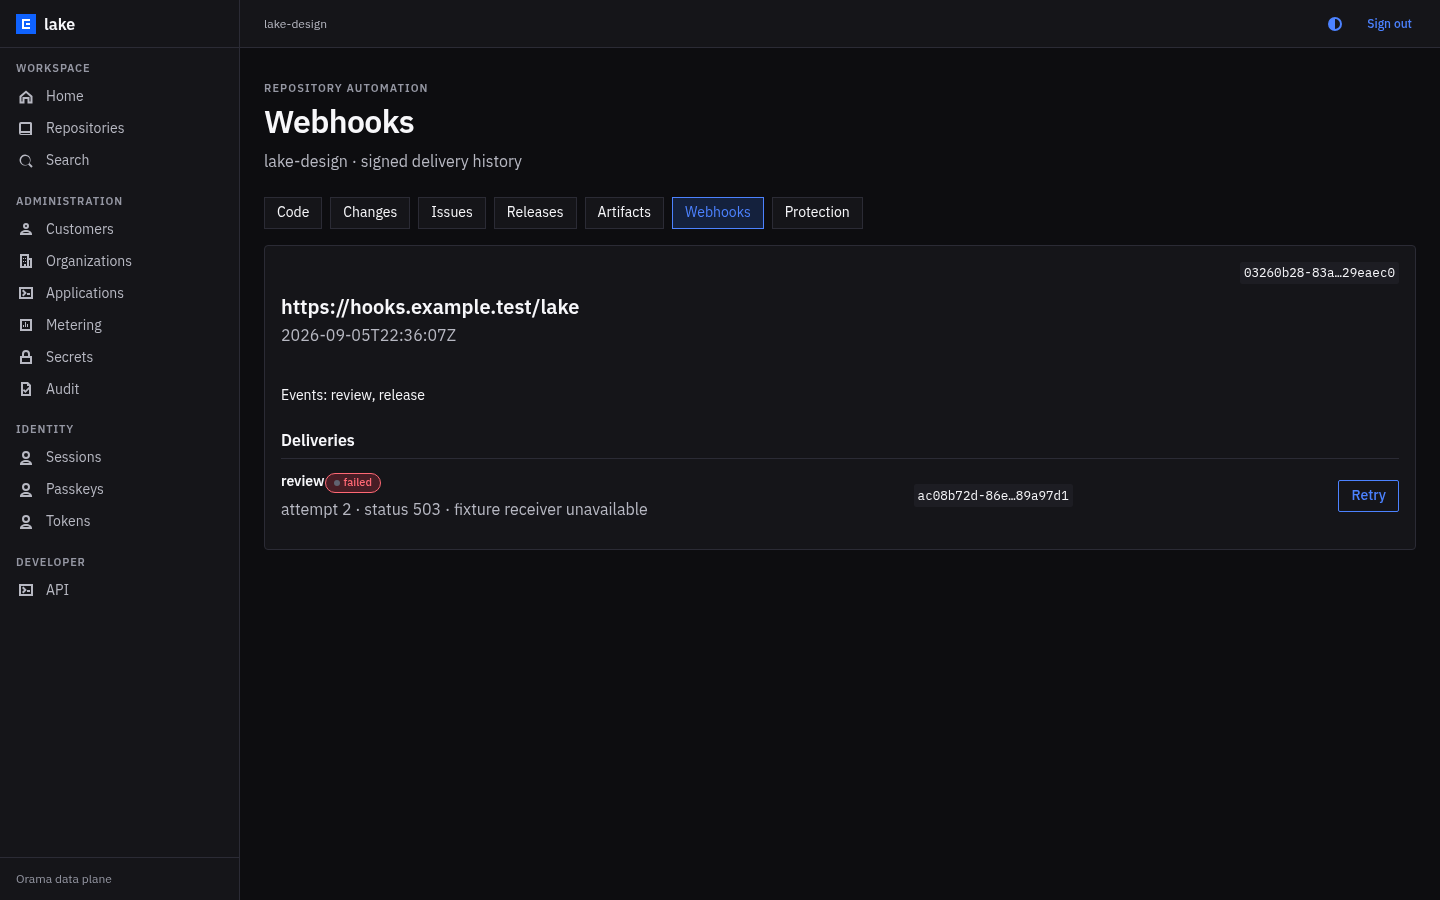 lake
lake-design
Sign out
WORKSPACE
Home
Repositories
Search
ADMINISTRATION
Customers
Organizations
Applications
Metering
Secrets
Audit
IDENTITY
Sessions
Passkeys
Tokens
DEVELOPER
API
Orama data plane
REPOSITORY AUTOMATION
Webhooks
lake-design · signed delivery history
Code Changes Issues Releases Artifacts Webhooks Protection
03260b28-83a…29eaec0
https://hooks.example.test/lake
2026-09-05T22:36:07Z
Events: review, release
Deliveries
review failed
attempt 2 · status 503 · fixture receiver unavailable
ac08b72d-86e…89a97d1
Retry